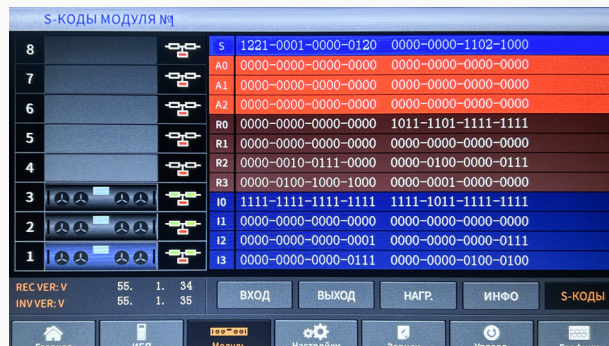 S-КОДЫ МОДУЛЯ №1
8 S 1221-0001-0000-0120 0000-0000-1102-1000
A0 0000-0000-0000-0000 0000-0000-0000-0000
7 A1 0000-0000-0000-0000 0000-0000-0000-0000
6 A2 0000-0000-0000-0000 0000-0000-0000-0000
R0 0000-0000-0000-0000 1011-1101-1111-1111
5 R1 0000-0000-0000-0000 0000-0000-0000-0000
4 R2 0000-0010-0111-0000 0000-0100-0000-0111
R3 0000-0100-1000-1000 0000-0001-0000-0000
3 I0 1111-1111-1111-1111 1111-1011-1111-1111
2 I1 0000-0000-0000-0000 0000-0000-0000-0000
I2 0000-0000-0000-0001 0000-0000-0000-0111
1 I3 0000-0000-0000-0111 0000-0000-0100-0100
REC VER: V 55. 1. 34
INV VER: V 55. 1. 35
ВХОД ВЫХОД НАГР. ИНФО S-КОДЫ